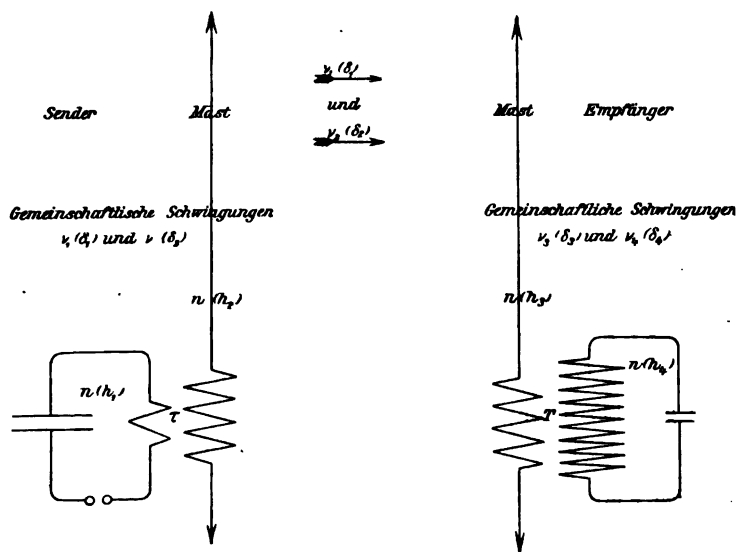 ν₁ (δ₁)
und
ν₂ (δ₂)
Sender
Mast
Mast
Empfänger
Gemeinschaftlische Schwingungen
ν₁(δ₁) und ν(δ₂)
Gemeinschaftliche Schwingungen
ν₃(δ₃) und ν₄(δ₄)
n(h₂)
n(h₃)
n(h₁)
τ
T
n(h₄)